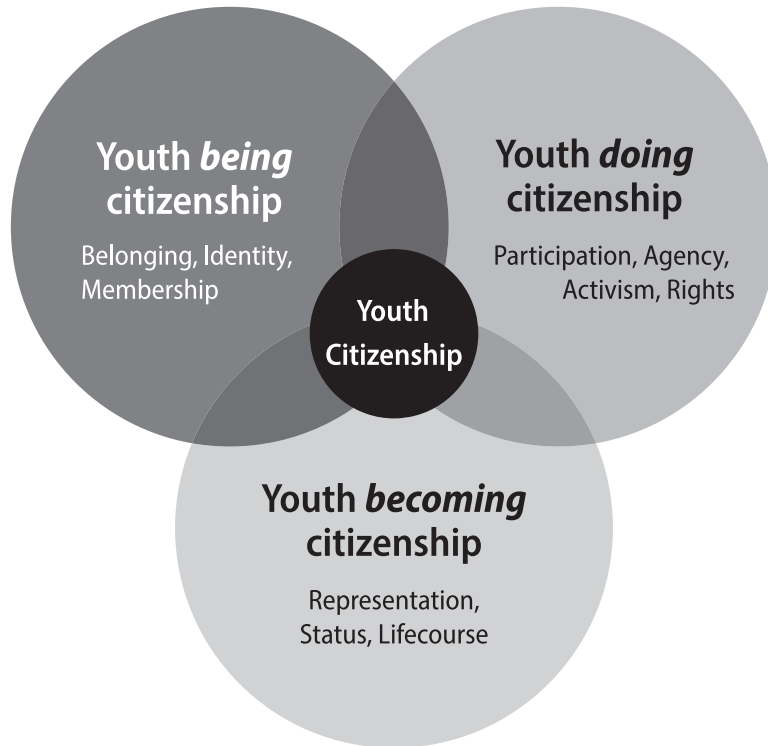 Youth being
citizenship
Belonging, Identity,
Membership
Youth doing
citizenship
Participation, Agency,
Activism, Rights
Youth
Citizenship
Youth becoming
citizenship
Representation,
Status, Lifecourse